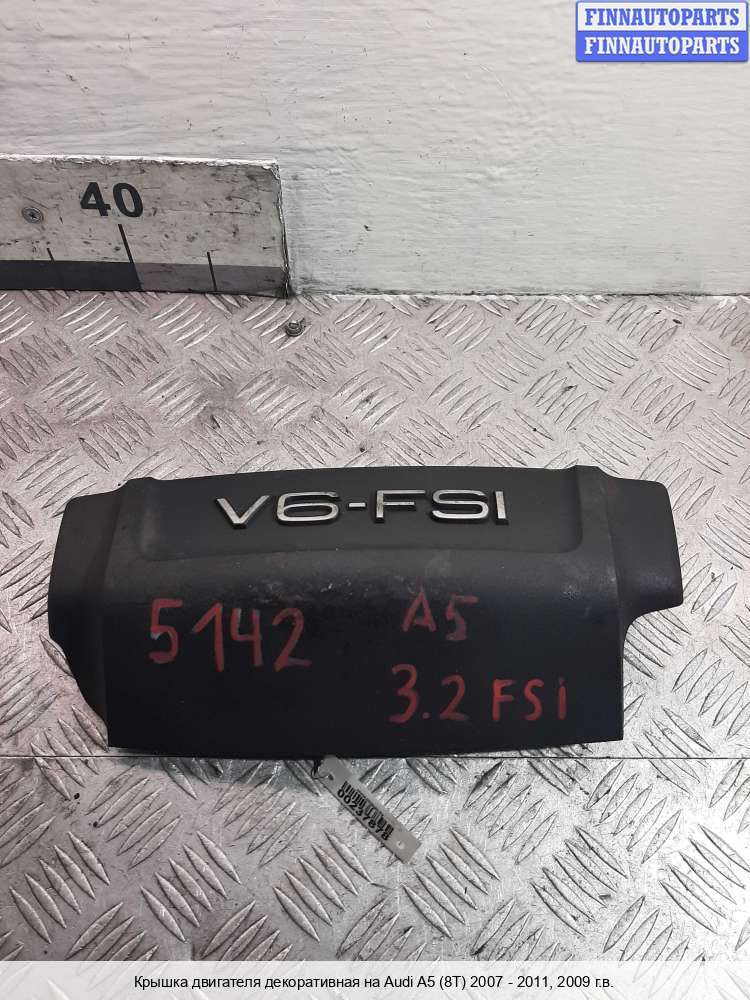 FINNAUTOPARTS
FINNAUTOPARTS
40
V6-FSI
5142 A5
3.2 FSi
00237878
Крышка двигателя декоративная на Audi A5 (8T) 2007 - 2011, 2009 г.в.